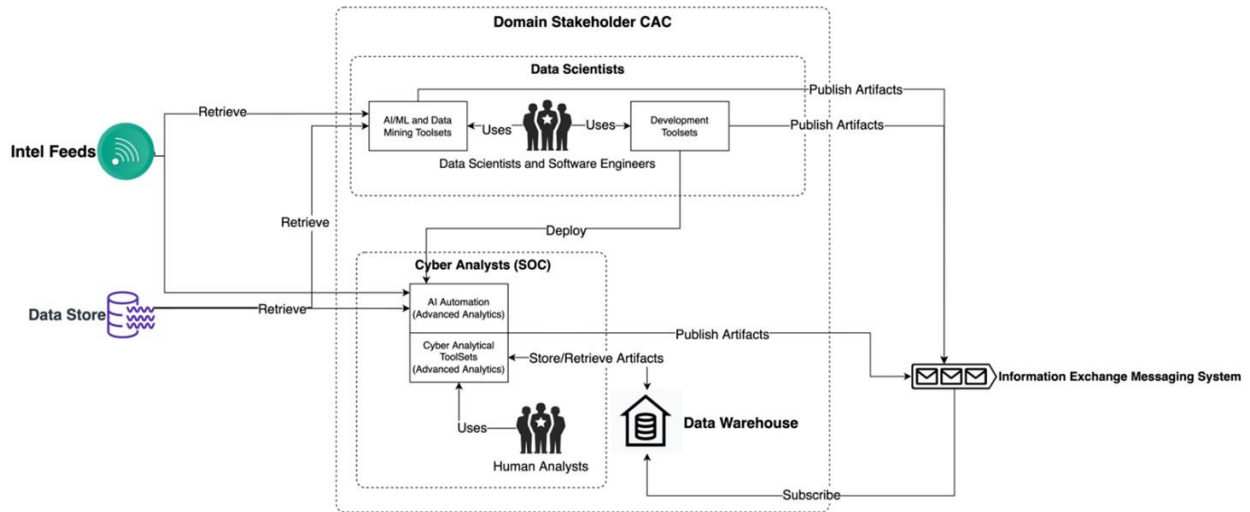 Domain Stakeholder CAC
Data Scientists
Publish Artifacts
Retrieve
AI/ML and Data
Mining Toolsets
Uses
Uses
Development
Toolsets
Publish Artifacts
Intel Feeds
Data Scientists and Software Engineers
Retrieve
Deploy
Cyber Analysts (SOC)
Data Store
Retrieve
AI Automation
(Advanced Analytics)
Publish Artifacts
Cyber Analytical
ToolSets
(Advanced Analytics)
Store/Retrieve Artifacts
Information Exchange Messaging System
Data Warehouse
Uses
Human Analysts
Subscribe